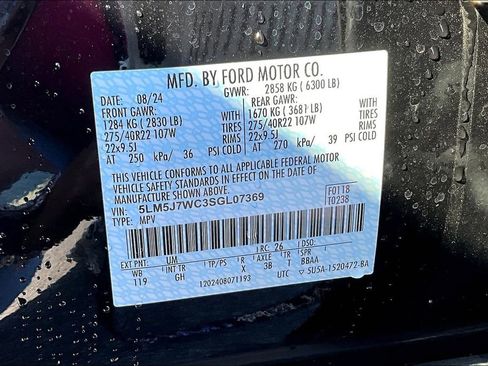 MFD. BY FORD MOTOR CO.
DATE: 08/24 GVWR: 2858 KG ( 6300 LB)
FRONT GAWR: REAR GAWR:
1284 KG ( 2830 LB) 1670 KG ( 3681 LB)
275/40R22 107W TIRES 275/40R22 107W TIRES
22x9.5J RIMS 22x9.5J RIMS
AT 250 kPa/ 36 PSI COLD AT 270 kPa/ 39 PSI COLD
THIS VEHICLE CONFORMS TO ALL APPLICABLE FEDERAL MOTOR
VEHICLE SAFETY STANDARDS IN EFFECT ON THE DATE OF
MANUFACTURE SHOWN ABOVE.
VIN: 5LM5J7WC3SGL07369 F0118
TYPE: MPV T0238
EXT PNT: UM RC: 26 DSO:
WB INT TR TP/PS R AXLE TR SPR
119 GH X 3B T BBAA
1202408071193 UTC 5U5A-1520472-BA